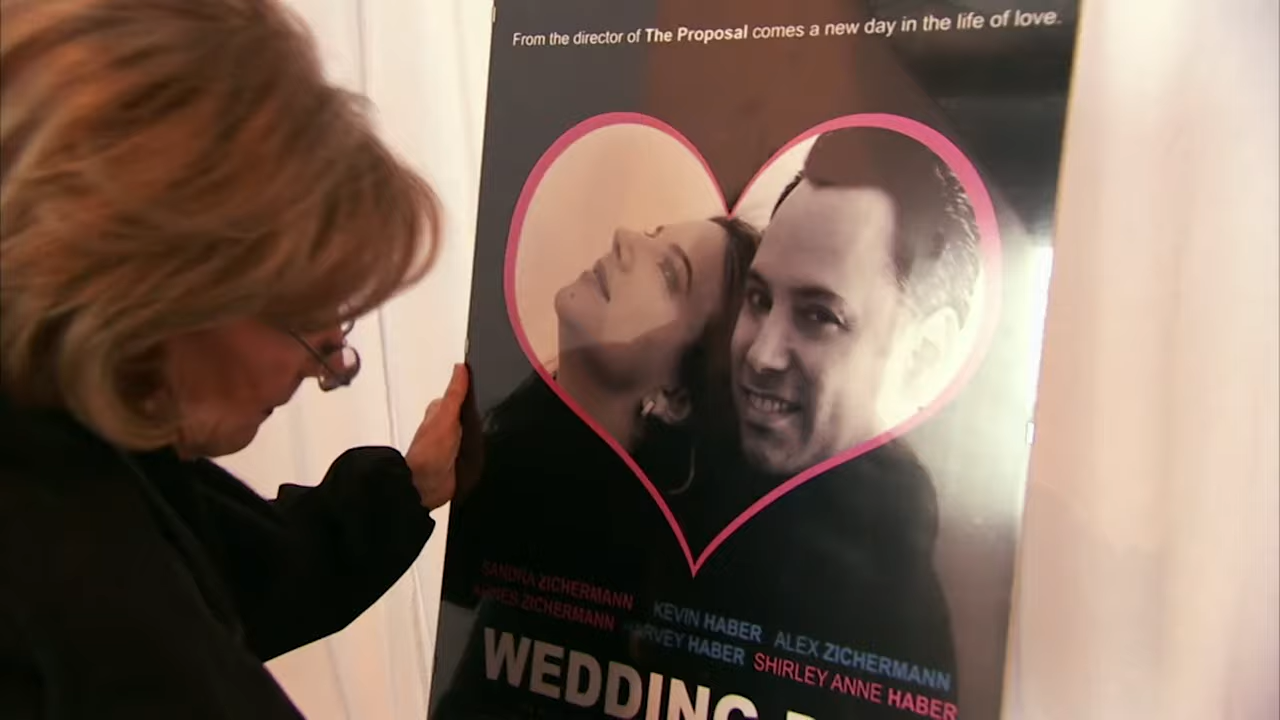 From the director of The Proposal comes a new day in the life of love.
SANDRA ZICHERMANN KEVIN HABER ALEX ZICHERMANN
ZICHERMANN HARVEY HABER SHIRLEY ANNE HABER
WEDDING